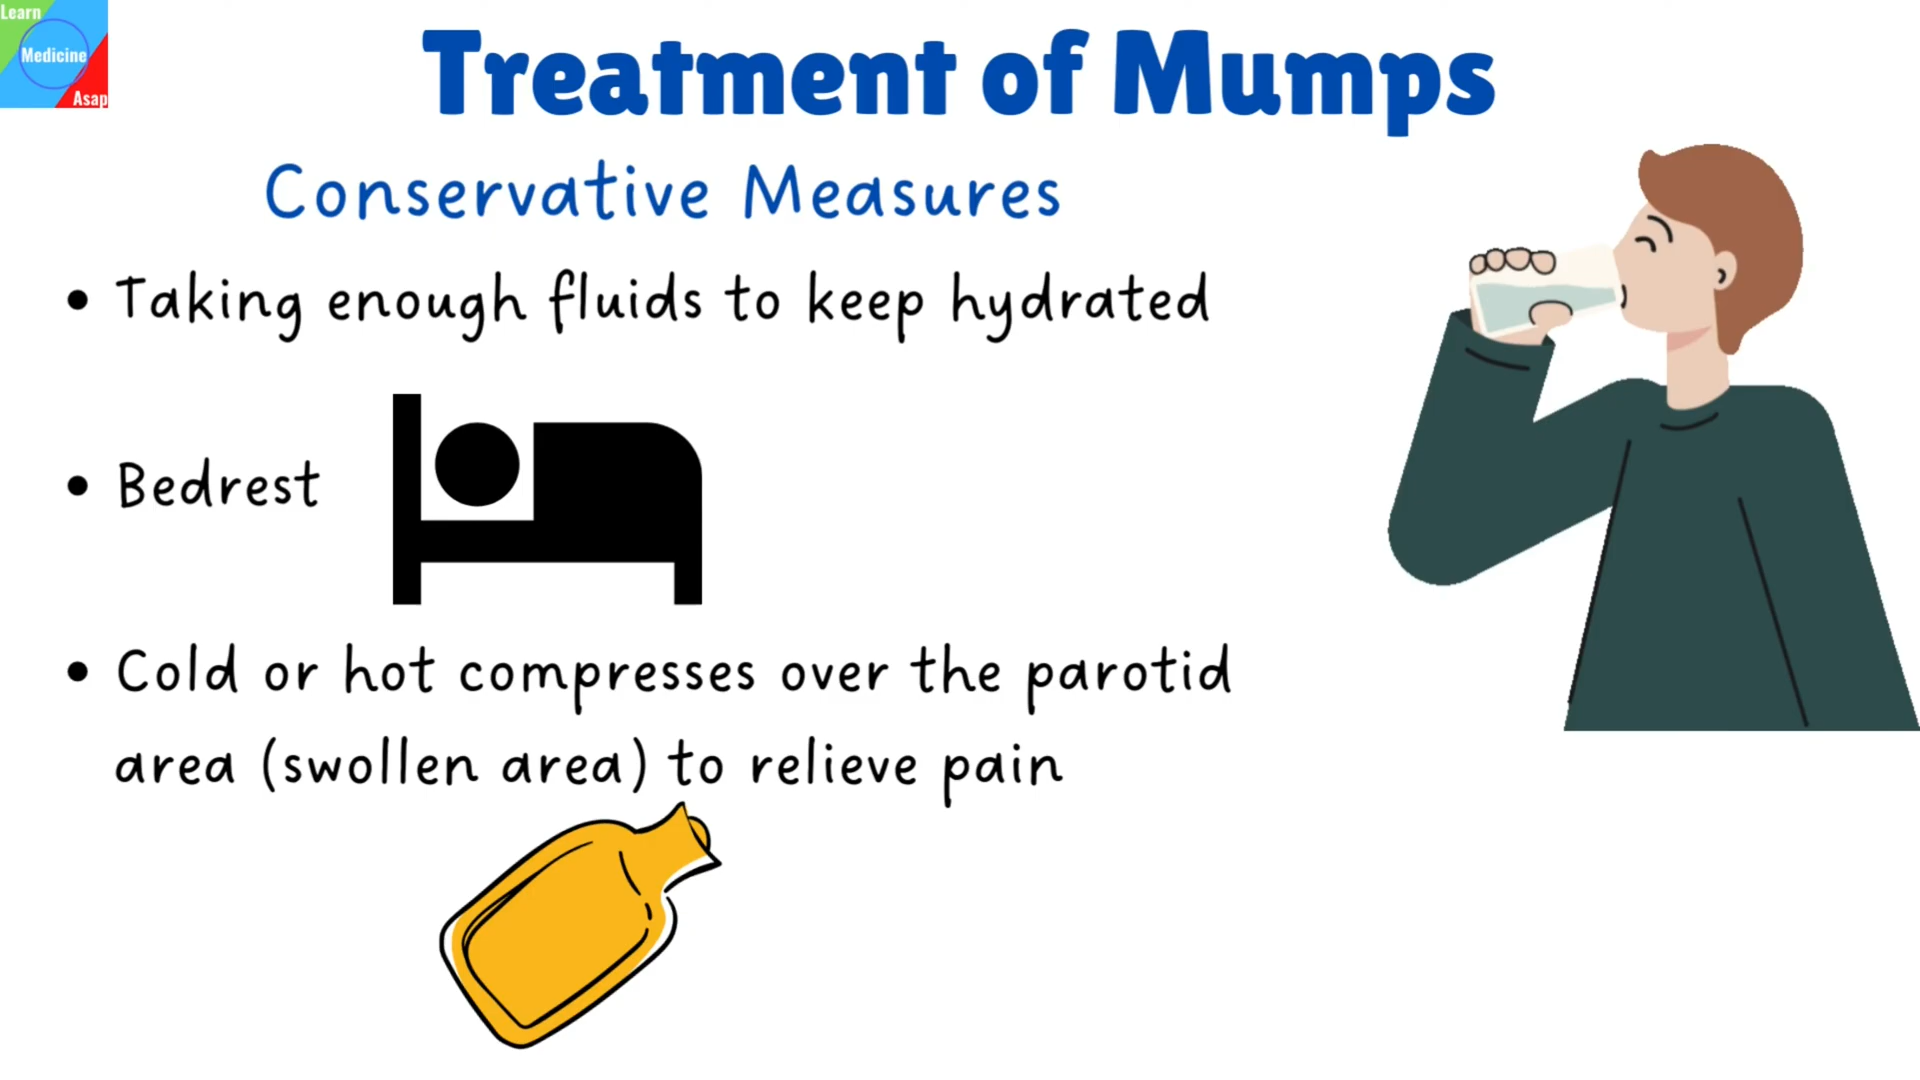 Learn
Medicine
Asap
Treatment of Mumps
Conservative Measures
• Taking enough fluids to keep hydrated
• Bedrest
• Cold or hot compresses over the parotid
area (swollen area) to relieve pain